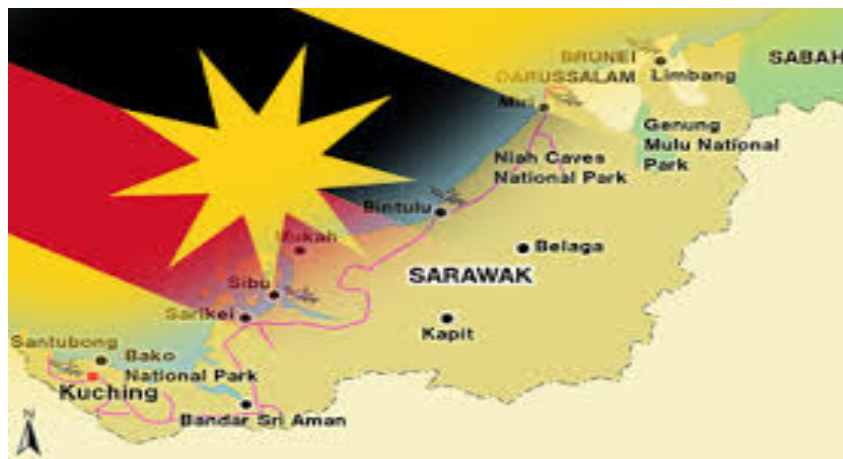 BRUNEI
DARUSSALAM
Limbang
SABAH
Miri
Genung
Mulu National
Park
Niah Caves
National Park
Bintulu
Mukah
Belaga
SARAWAK
Sibu
Sarikei
Kapit
Santubong
Bako
National Park
Kuching
Bandar Sri Aman
N